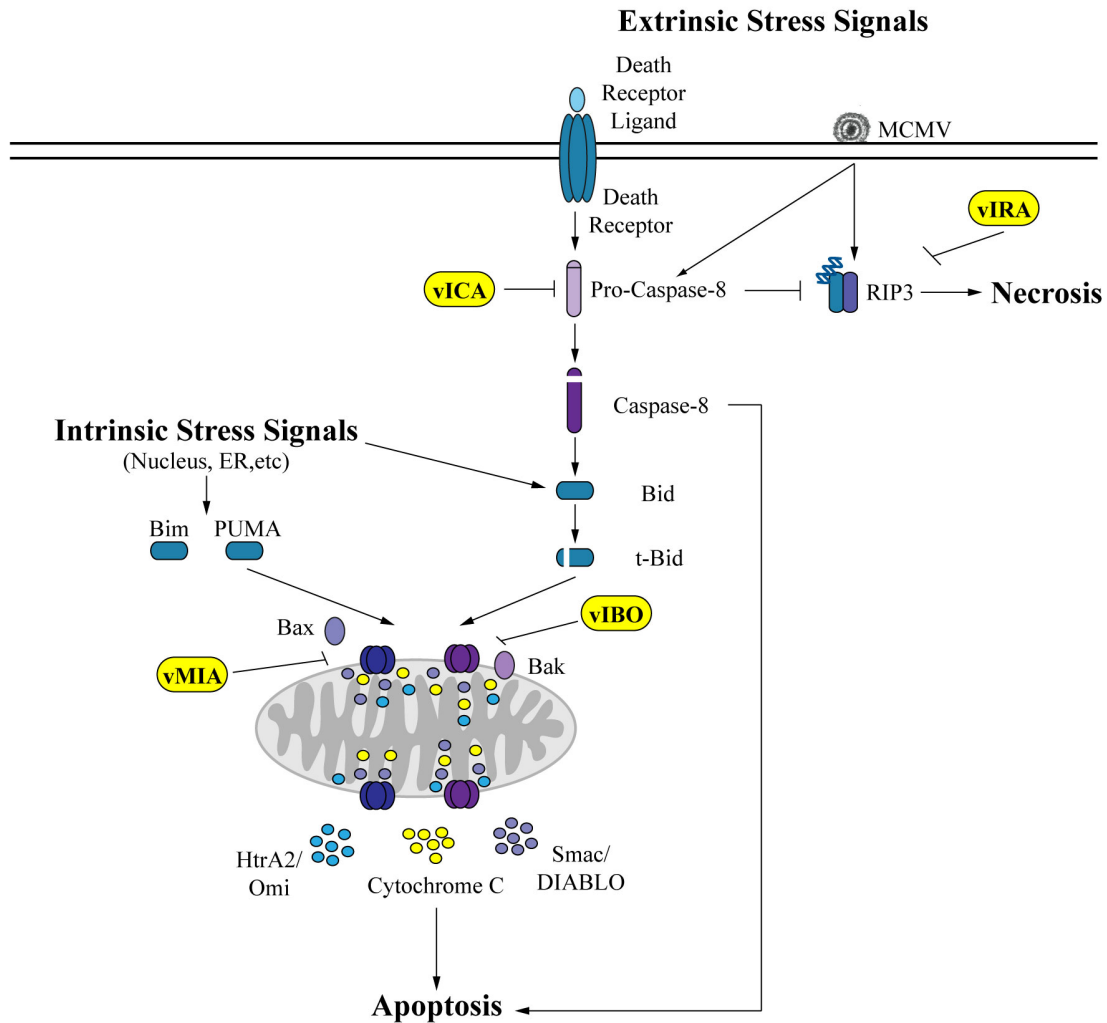 Extrinsic Stress Signals
Death
Receptor
Ligand
MCMV
Death
Receptor
vIRA
vICA
Pro-Caspase-8
RIP3
Necrosis
Caspase-8
Intrinsic Stress Signals
(Nucleus, ER,etc)
Bid
Bim
PUMA
t-Bid
vIBO
Bax
vMIA
Bak
HtrA2/
Omi
Cytochrome C
Smac/
DIABLO
Apoptosis